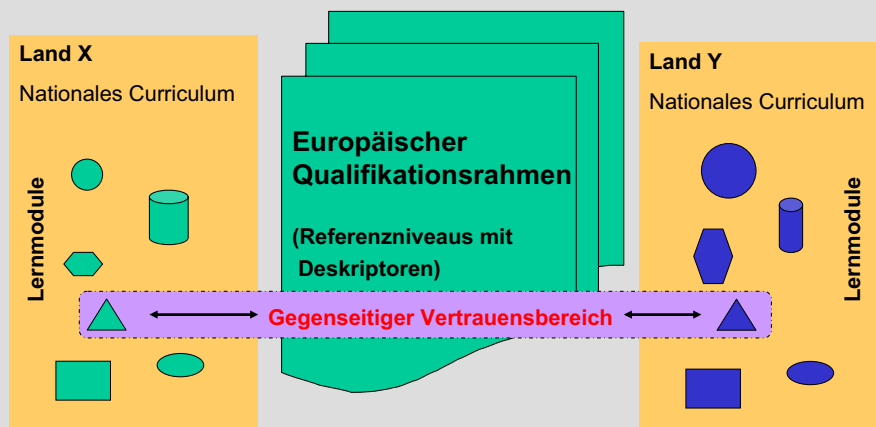 Land X
Nationales Curriculum
Lernmodule
Europäischer
Qualifikationsrahmen
(Referenzniveaus mit
Deskriptoren)
Gegenseitiger Vertrauensbereich
Land Y
Nationales Curriculum
Lernmodule